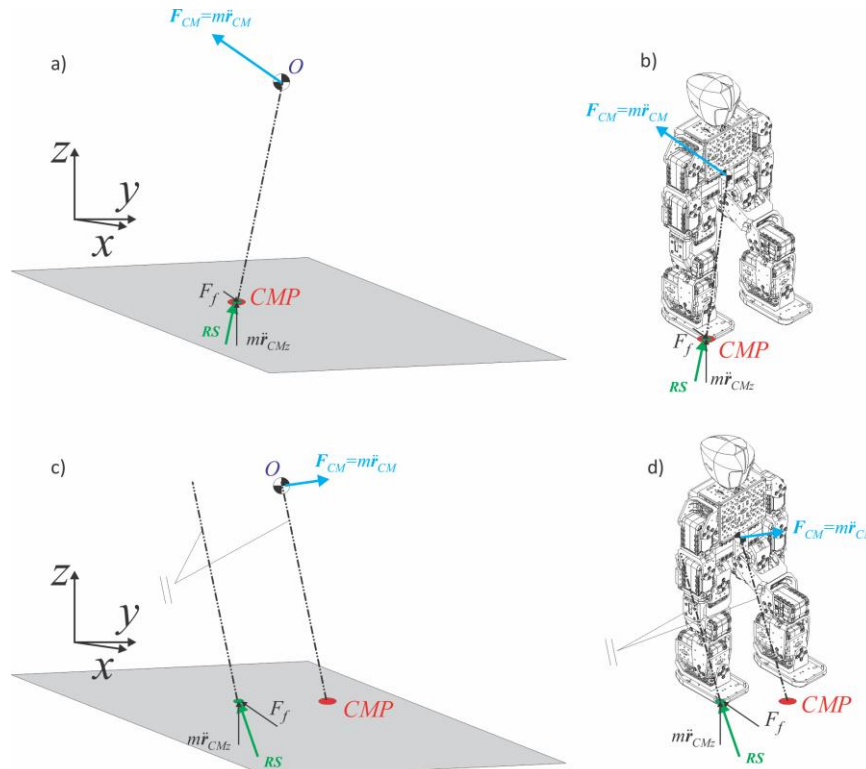 F_CM=mr̈_CM
a)
O
b)
F_CM=mr̈_CM
z
y
x
F_f
CMP
RS
mr̈_CMz
F_f
CMP
RS
mr̈_CMz
c)
O
F_CM=mr̈_CM
d)
F_CM=mr̈_C
z
y
x
||
||
F_f
CMP
mr̈_CMz
RS
F_f
CMP
mr̈_CMz
RS